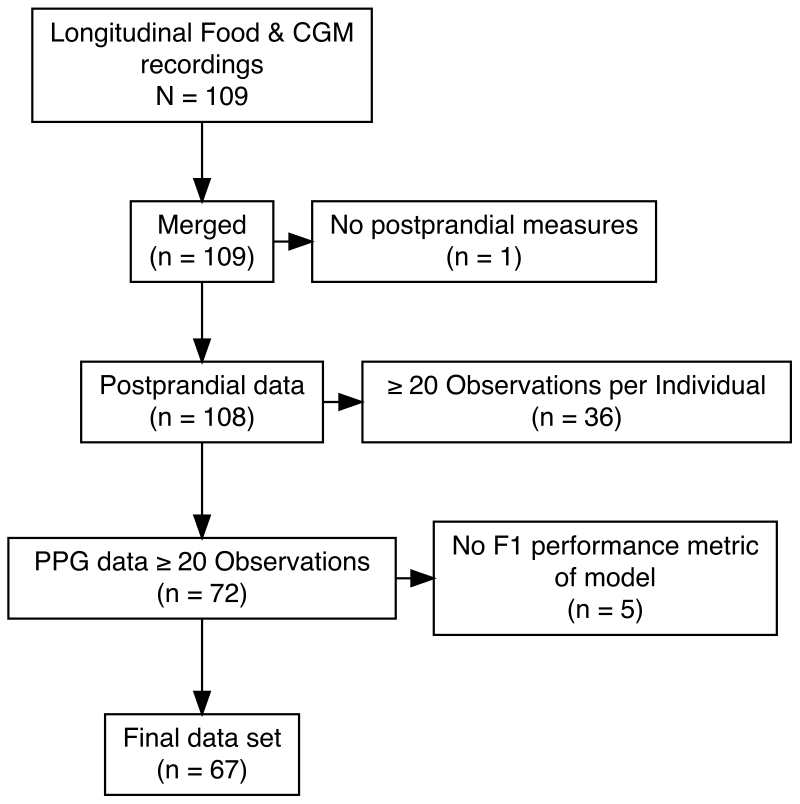 Longitudinal Food & CGM
recordings
N = 109
Merged
(n = 109)
No postprandial measures
(n = 1)
Postprandial data
(n = 108)
≥ 20 Observations per Individual
(n = 36)
PPG data ≥ 20 Observations
(n = 72)
No F1 performance metric
of model
(n = 5)
Final data set
(n = 67)